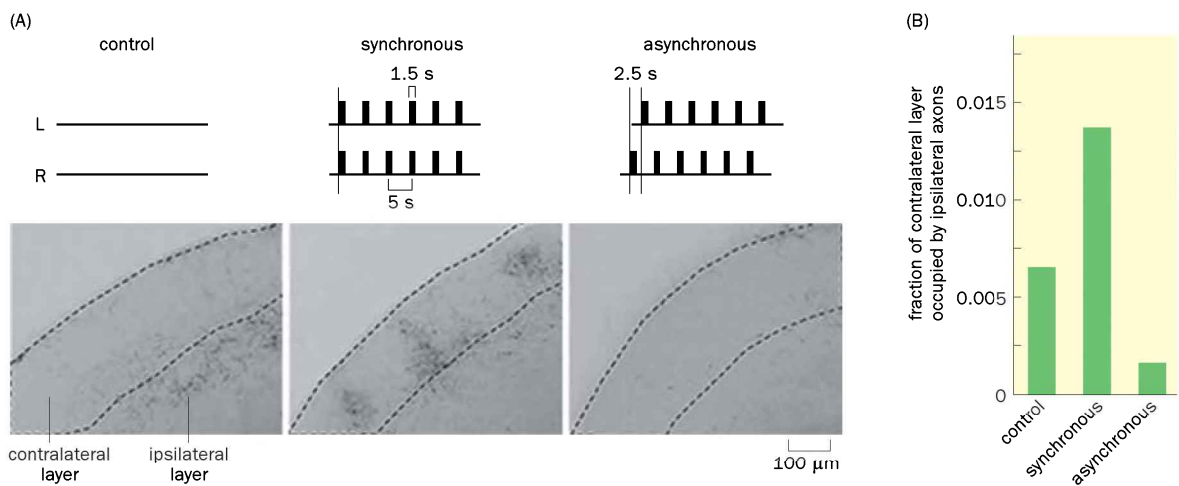 (A)
control
synchronous
asynchronous
1.5 s
2.5 s
L
R
5 s
contralateral
layer
ipsilateral
layer
100 μm
(B)
fraction of contralateral layer
occupied by ipsilateral axons
0.015
0.010
0.005
0
control
synchronous
asynchronous